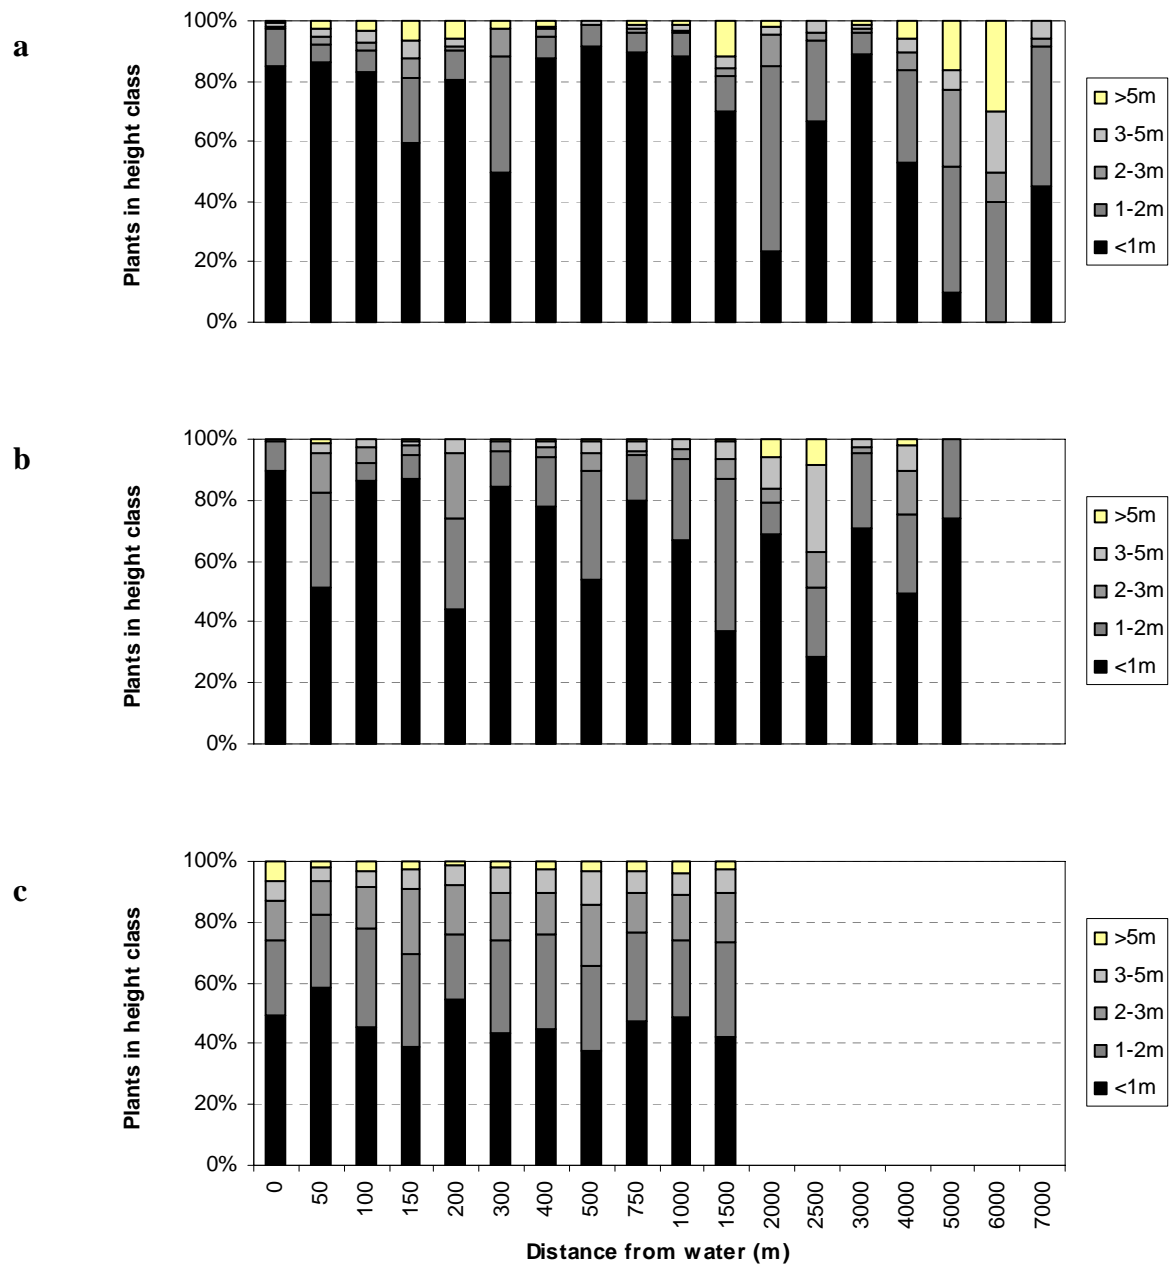 a
Plants in height class
100%
80%
60%
40%
20%
0%
>5m
3-5m
2-3m
1-2m
<1m
b
Plants in height class
100%
80%
60%
40%
20%
0%
>5m
3-5m
2-3m
1-2m
<1m
c
Plants in height class
100%
80%
60%
40%
20%
0%
>5m
3-5m
2-3m
1-2m
<1m
0
50
100
150
200
300
400
500
750
1000
1500
2000
2500
3000
4000
5000
6000
7000
Distance from water (m)